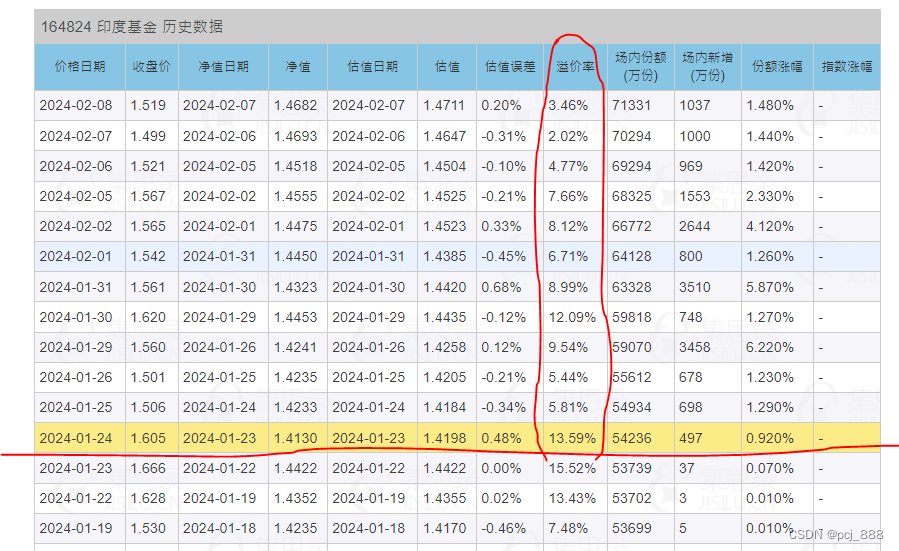 164824 印度基金 历史数据
价格日期 收盘价 净值日期 净值 估值日期 估值 估值误差 溢价率 场内份额(万份) 场内新增(万份) 份额涨幅 指数涨幅
2024-02-08 1.519 2024-02-07 1.4682 2024-02-07 1.4711 0.20% 3.46% 71331 1037 1.480% -
2024-02-07 1.499 2024-02-06 1.4693 2024-02-06 1.4647 -0.31% 2.02% 70294 1000 1.440% -
2024-02-06 1.521 2024-02-05 1.4518 2024-02-05 1.4504 -0.10% 4.77% 69294 969 1.420% -
2024-02-05 1.567 2024-02-02 1.4555 2024-02-02 1.4525 -0.21% 7.66% 68325 1553 2.330% -
2024-02-02 1.565 2024-02-01 1.4475 2024-02-01 1.4523 0.33% 8.12% 66772 2644 4.120% -
2024-02-01 1.542 2024-01-31 1.4450 2024-01-31 1.4385 -0.45% 6.71% 64128 800 1.260% -
2024-01-31 1.561 2024-01-30 1.4323 2024-01-30 1.4420 0.68% 8.99% 63328 3510 5.870% -
2024-01-30 1.620 2024-01-29 1.4453 2024-01-29 1.4435 -0.12% 12.09% 59818 748 1.270% -
2024-01-29 1.560 2024-01-26 1.4241 2024-01-26 1.4258 0.12% 9.54% 59070 3458 6.220% -
2024-01-26 1.501 2024-01-25 1.4235 2024-01-25 1.4205 -0.21% 5.44% 55612 678 1.230% -
2024-01-25 1.506 2024-01-24 1.4233 2024-01-24 1.4184 -0.34% 5.81% 54934 698 1.290% -
2024-01-24 1.605 2024-01-23 1.4130 2024-01-23 1.4198 0.48% 13.59% 54236 497 0.920% -
2024-01-23 1.666 2024-01-22 1.4422 2024-01-22 1.4422 0.00% 15.52% 53739 37 0.070% -
2024-01-22 1.628 2024-01-19 1.4352 2024-01-19 1.4355 0.02% 13.43% 53702 3 0.010% -
2024-01-19 1.530 2024-01-18 1.4235 2024-01-18 1.4170 -0.46% 7.48% 53699 5 0.010% -
CSDN @pcj_888